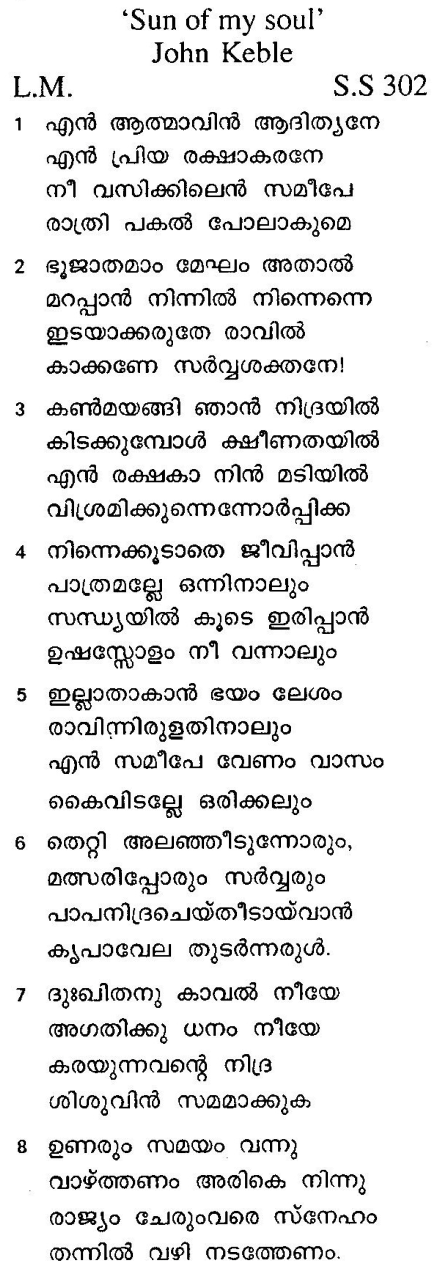 ‘Sun of my soul’
John Keble
L.M. S.S 302
1 എൻ ആത്മാവിൻ ആദിത്യനേ
എൻ പ്രിയ രക്ഷാകരനേ
നീ വസിക്കിലെൻ സമീപേ
രാത്രി പകൽ പോലാകുമെ
2 ഭൂജാതമാം മേഘം അതാൽ
മറപ്പാൻ നിന്നിൽ നിന്നെന്നെ
ഇടയാക്കരുതേ രാവിൽ
കാക്കണേ സർവ്വശക്തനേ!
3 കൺമയങ്ങി ഞാൻ നിദ്രയിൽ
കിടക്കുമ്പോൾ ക്ഷീണതയിൽ
എൻ രക്ഷകാ നിൻ മടിയിൽ
വിശ്രമിക്കുന്നെന്നോർപ്പിക്ക
4 നിന്നെക്കൂടാതെ ജീവിപ്പാൻ
പാത്രമല്ലേ ഒന്നിനാലും
സന്ധ്യയിൽ കൂടെ ഇരിപ്പാൻ
ഉഷസ്സോളം നീ വന്നാലും
5 ഇല്ലാതാകാൻ ഭയം ലേശം
രാവിന്നിരുളതിനാലും
എൻ സമീപേ വേണം വാസം
കൈവിടല്ലേ ഒരിക്കലും
6 തെറ്റി അലഞ്ഞീടുന്നോരും,
മത്സരിപ്പോരും സർവ്വരും
പാപനിദ്രചെയ്തീടായ്‌വാൻ
കൃപാവേല തുടർന്നരുൾ.
7 ദുഃഖിതനു കാവൽ നീയേ
അഗതിക്കു ധനം നീയേ
കരയുന്നവന്റെ നിദ്ര
ശിശുവിൻ സമമാക്കുക
8 ഉണരും സമയം വന്നു
വാഴ്ത്തണം അരികെ നിന്നു
രാജ്യം ചേരുംവരെ സ്നേഹം
തന്നിൽ വഴി നടത്തേണം.